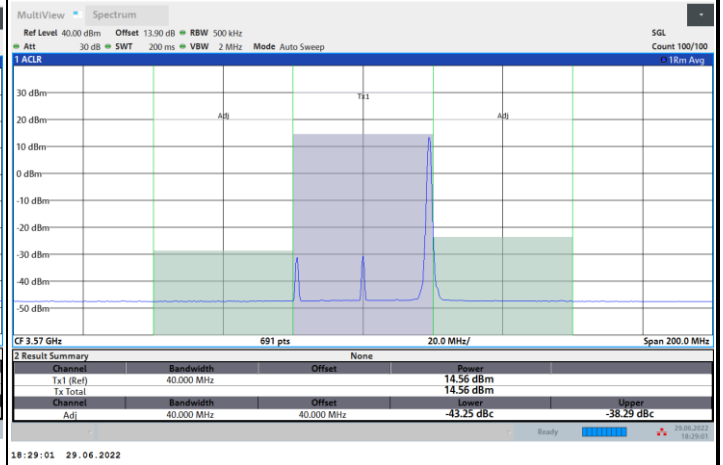 MultiView Spectrum
Ref Level 40.00 dBm Offset 13.90 dB RBW 500 kHz SGL
Att 30 dB SWT 200 ms VBW 2 MHz Mode Auto Sweep Count 100/100
1 ACLR 1Rm Avg
30 dBm
Tx1
20 dBm
Adj Adj
10 dBm
0 dBm
-10 dBm
-20 dBm
-30 dBm
-40 dBm
-50 dBm
CF 3.57 GHz 691 pts 20.0 MHz/ Span 200.0 MHz
2 Result Summary None
Channel Bandwidth Offset Power
Tx1 (Ref) 40.000 MHz 14.56 dBm
Tx Total 14.56 dBm
Channel Bandwidth Offset Lower Upper
Adj 40.000 MHz 40.000 MHz -43.25 dBc -38.29 dBc
Ready 29.06.2022
18:29:01
18:29:01 29.06.2022